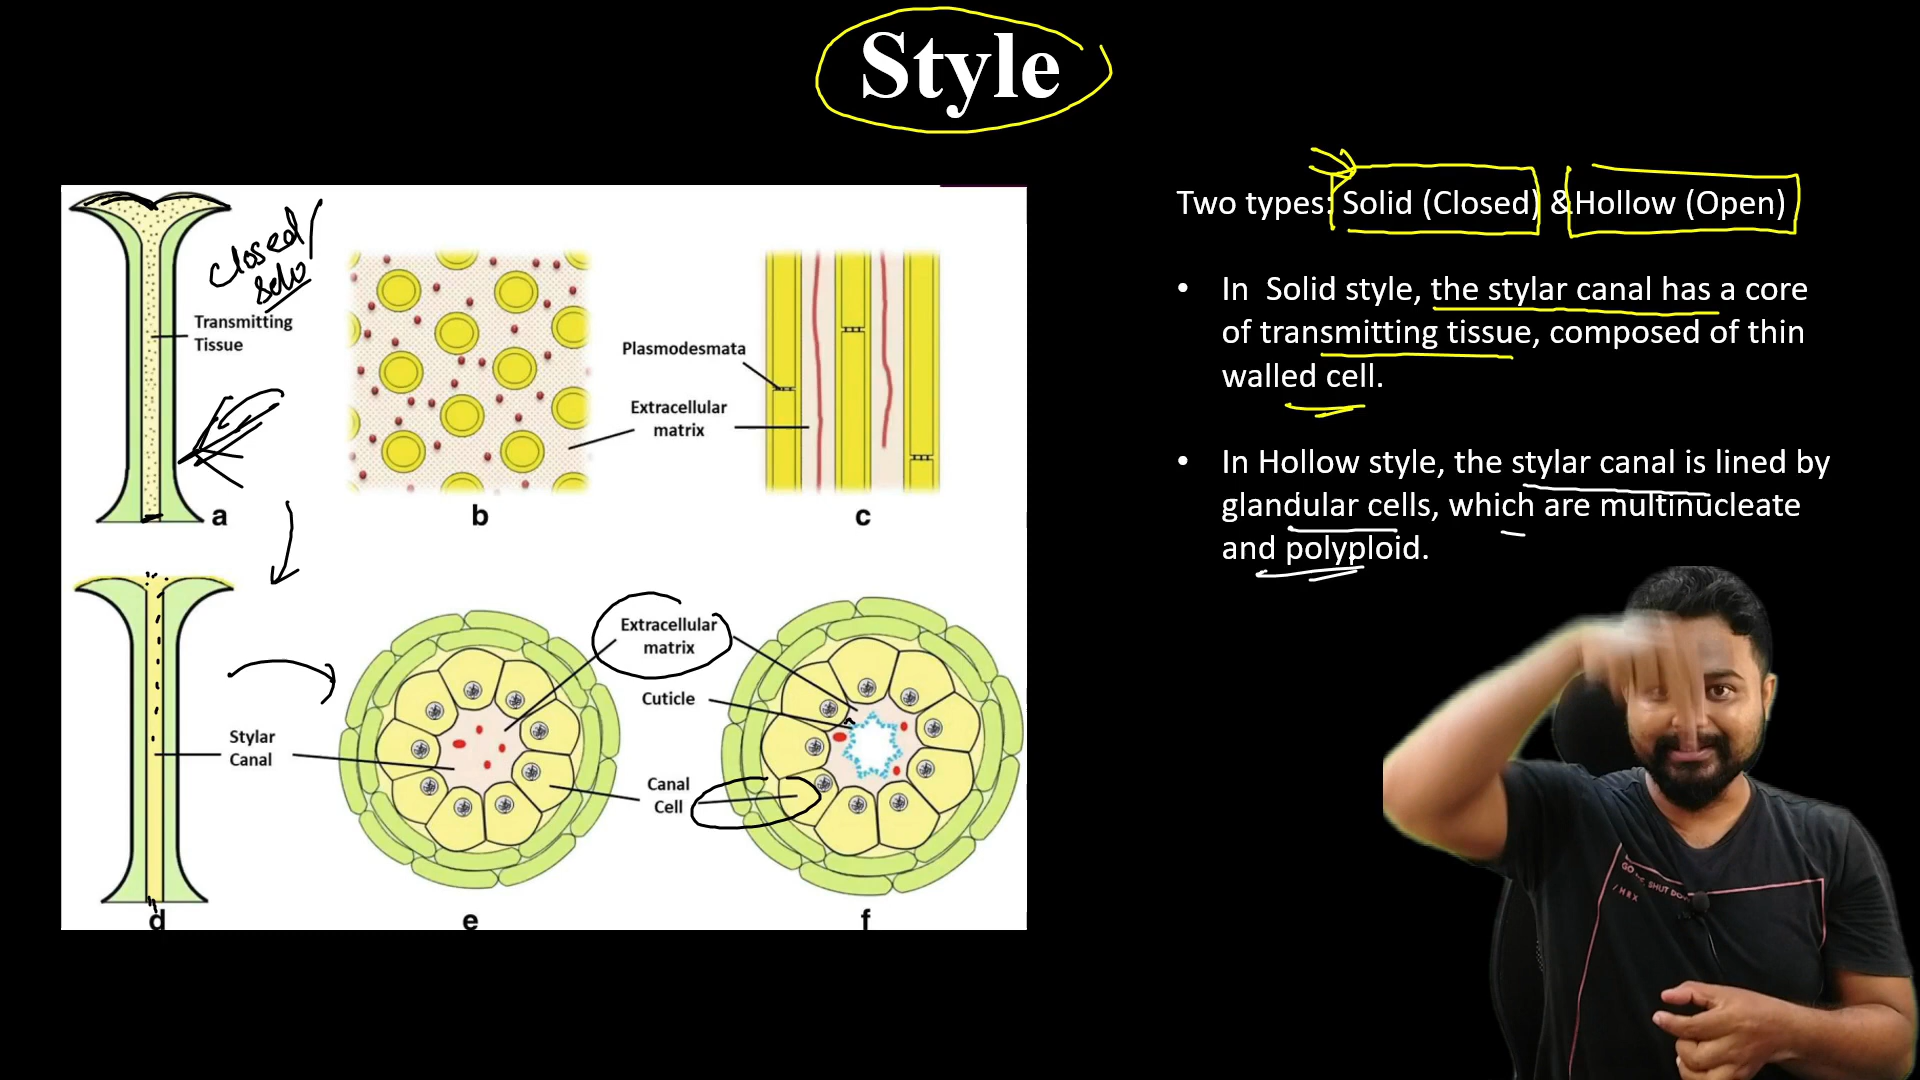 Style
Two types: Solid (Closed) & Hollow (Open)
• In Solid style, the stylar canal has a core
of transmitting tissue, composed of thin
walled cell.
• In Hollow style, the stylar canal is lined by
glandular cells, which are multinucleate
and polyploid.
Closed/
Transmitting
Tissue
a
Plasmodesmata
Extracellular
matrix
b
c
Extracellular
matrix
Cuticle
Stylar
Canal
Canal
Cell
d
e
f
SHUT